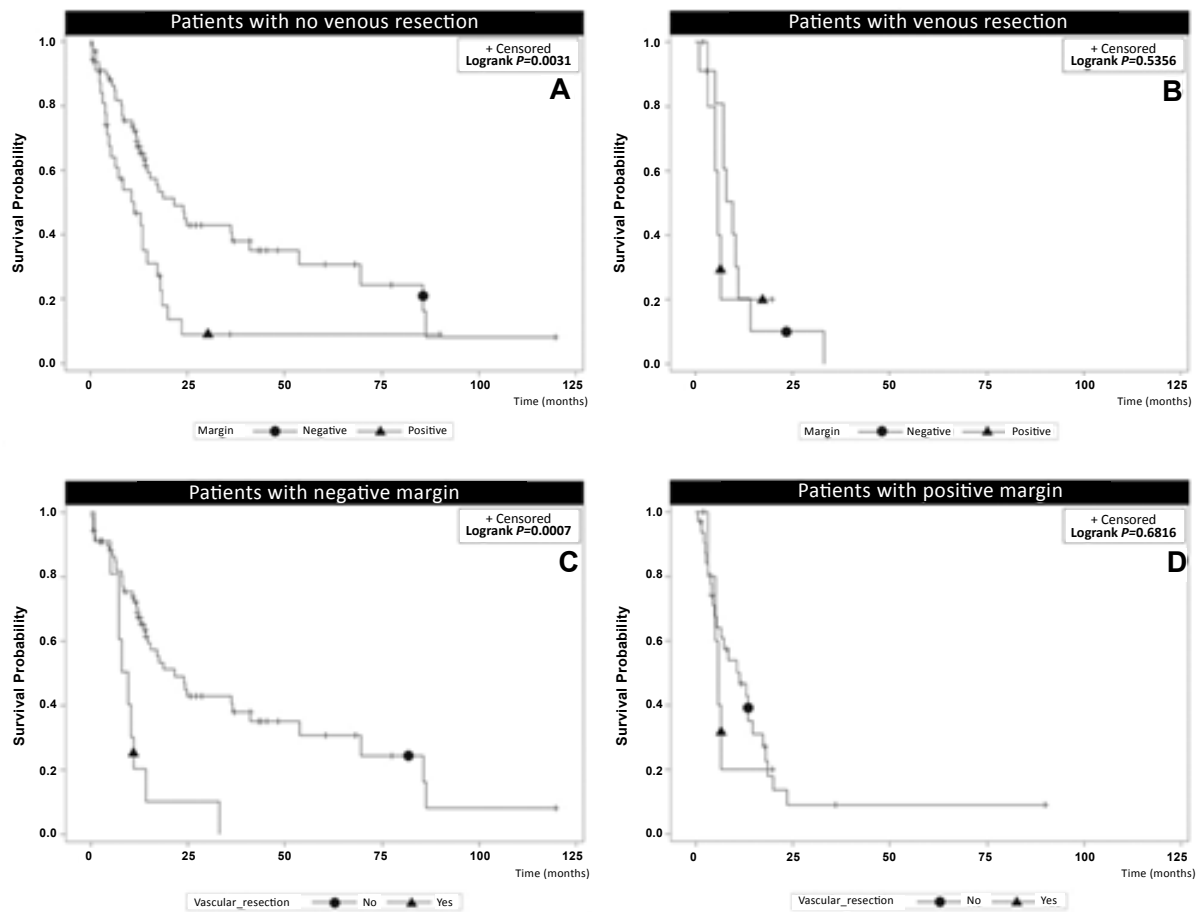 Patients with no venous resection
+ Censored
Logrank P=0.0031
A
Survival Probability
1.0
0.8
0.6
0.4
0.2
0.0
0 25 50 75 100 125
Time (months)
Margin Negative Positive
Patients with venous resection
+ Censored
Logrank P=0.5356
B
Survival Probability
1.0
0.8
0.6
0.4
0.2
0.0
0 25 50 75 100 125
Time (months)
Margin Negative Positive
Patients with negative margin
+ Censored
Logrank P=0.0007
C
Survival Probability
1.0
0.8
0.6
0.4
0.2
0.0
0 25 50 75 100 125
Time (months)
Vascular_resection No Yes
Patients with positive margin
+ Censored
Logrank P=0.6816
D
Survival Probability
1.0
0.8
0.6
0.4
0.2
0.0
0 25 50 75 100 125
Time (months)
Vascular_resection No Yes